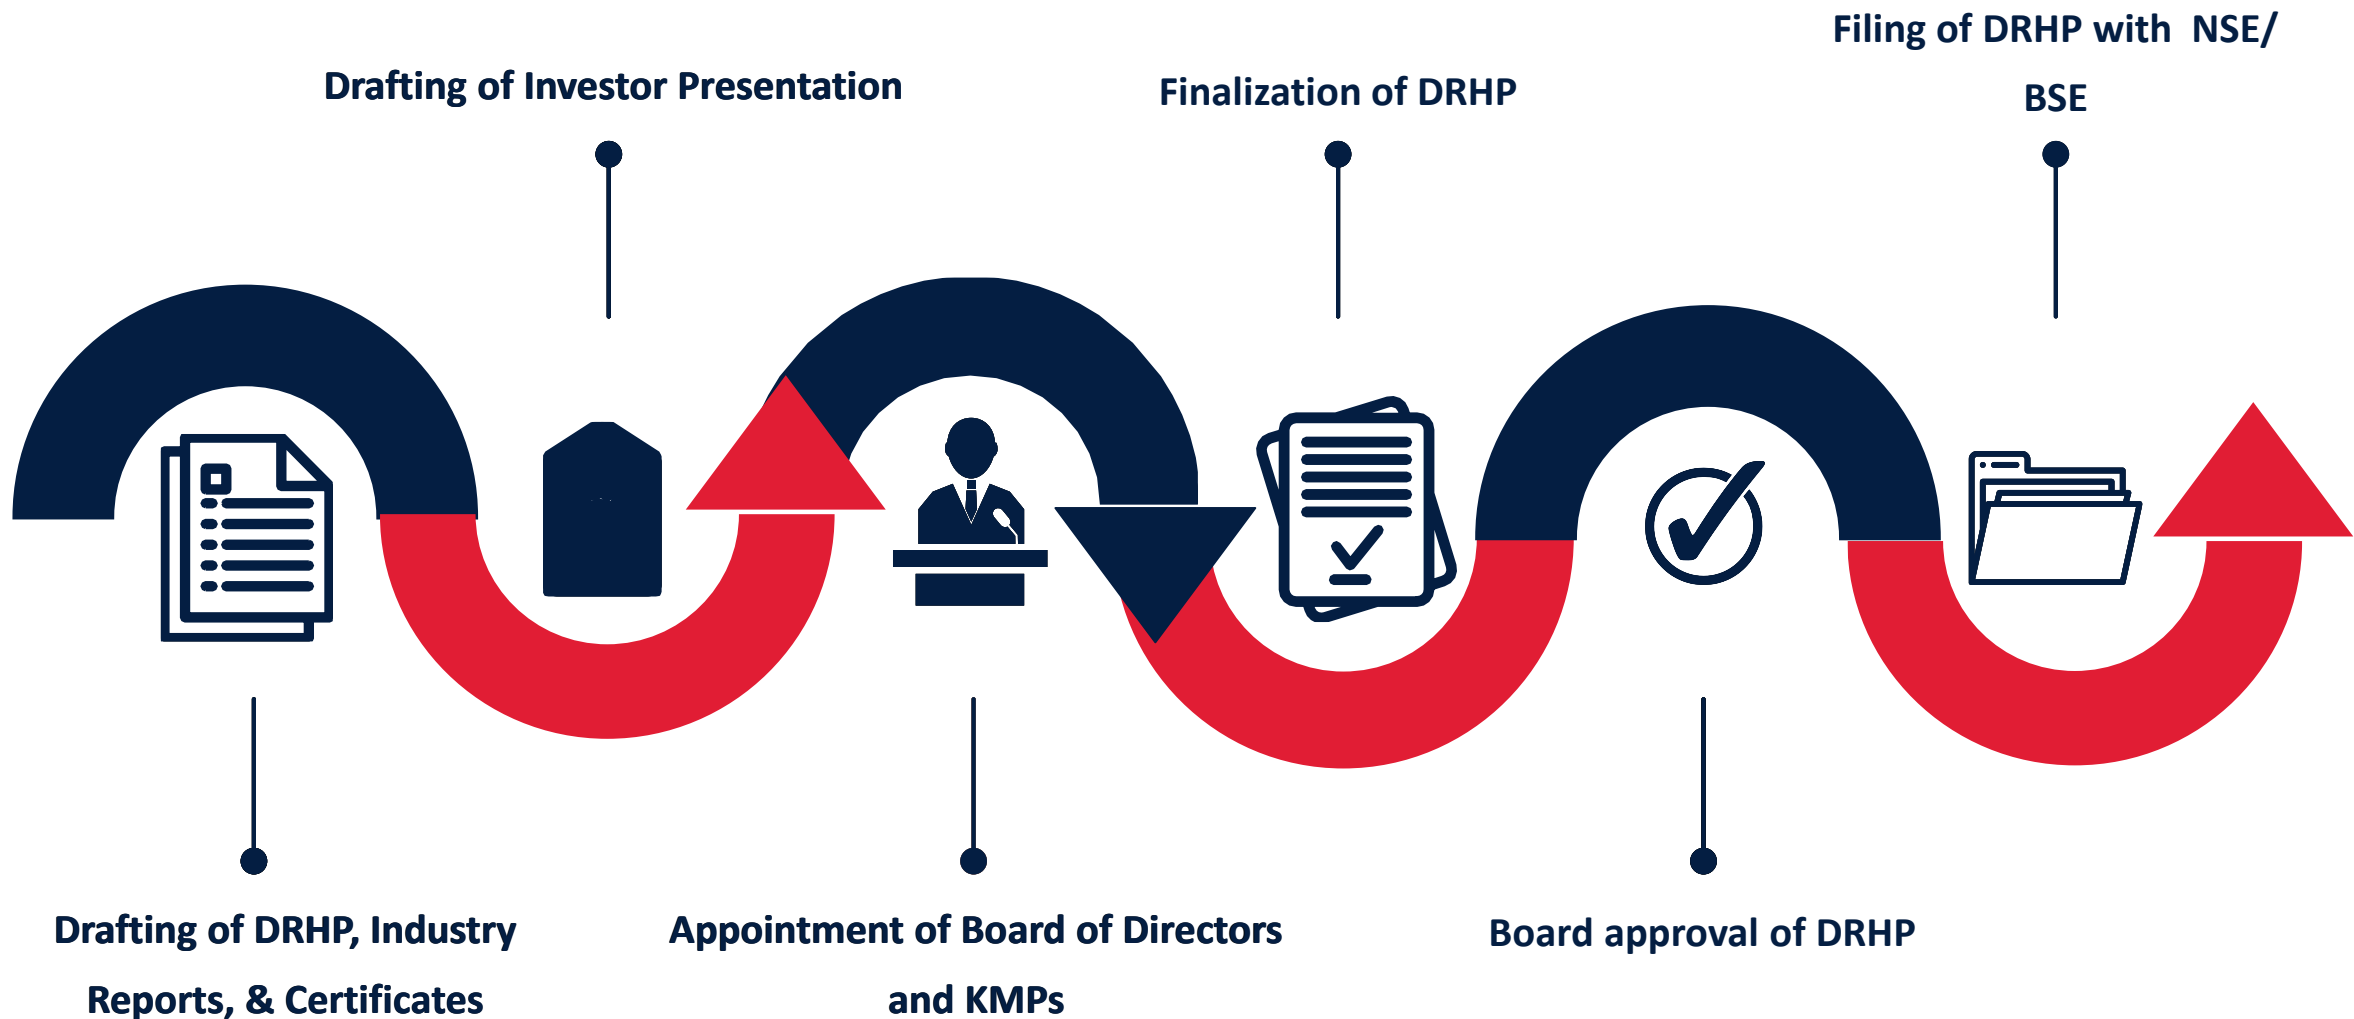 Drafting of DRHP, Industry
Reports, & Certificates
Drafting of Investor Presentation
Appointment of Board of Directors
and KMPs
Finalization of DRHP
Board approval of DRHP
Filing of DRHP with NSE/
BSE